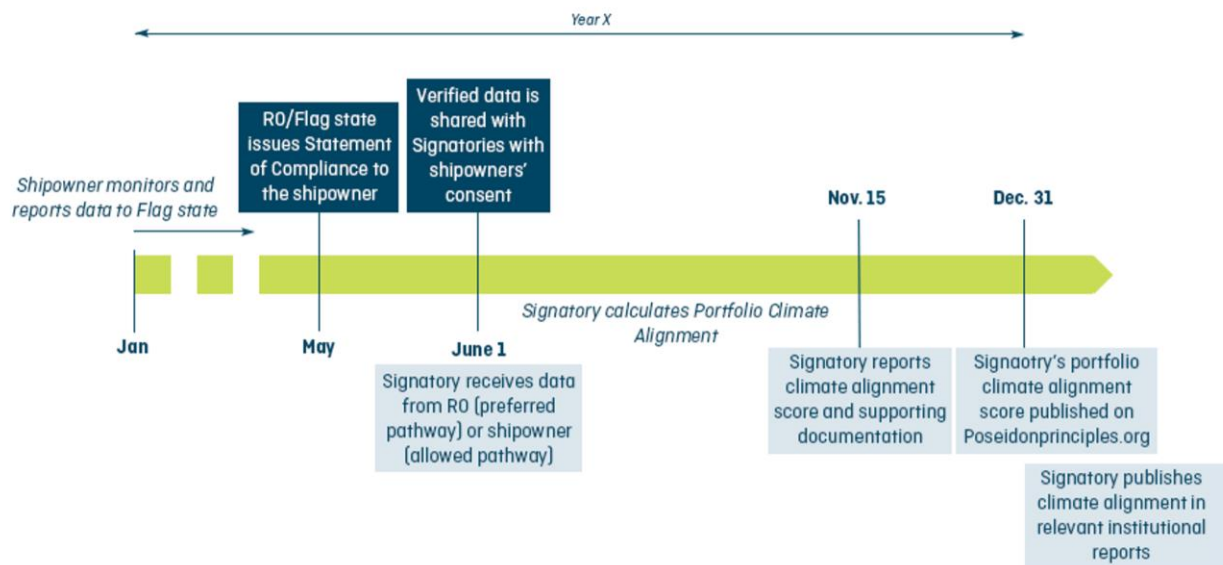 Year X
RO/Flag state
issues Statement
of Compliance to
the shipowner
Verified data is
shared with
Signatories with
shipowners'
consent
Shipowner monitors and
reports data to Flag state
Nov. 15
Dec. 31
Signatory calculates Portfolio Climate
Alignment
Jan
May
June 1
Signatory receives data
from RO (preferred
pathway) or shipowner
(allowed pathway)
Signatory reports
climate alignment
score and supporting
documentation
Signaotry's portfolio
climate alignment
score published on
Poseidonprinciples.org
Signatory publishes
climate alignment in
relevant institutional
reports